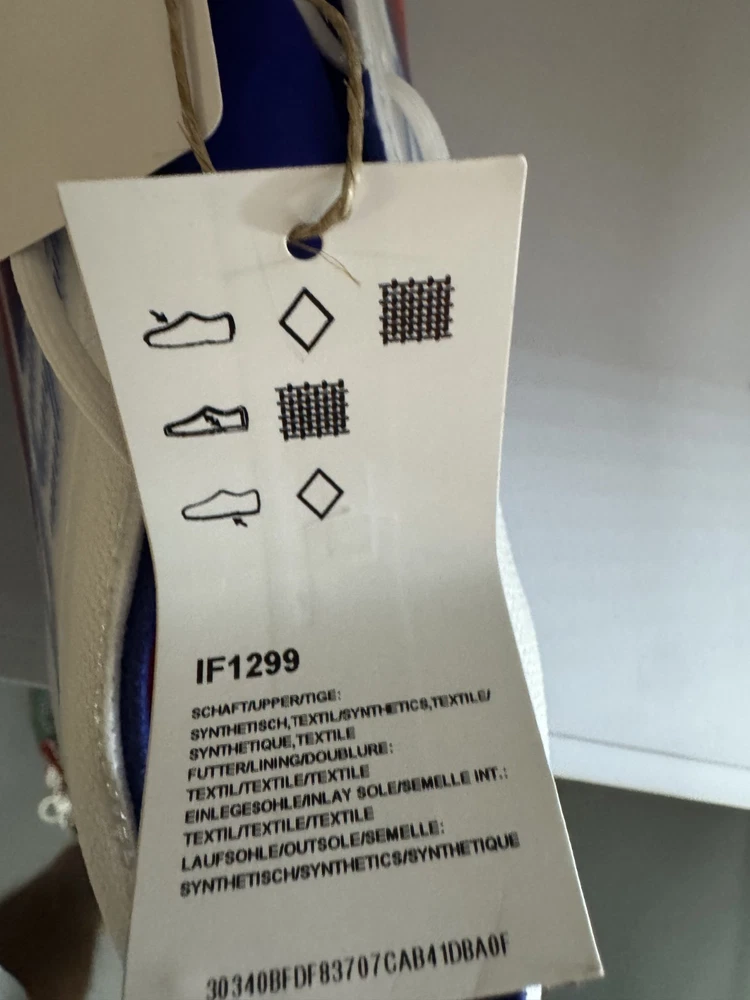 IF1299
SCHAFT/UPPER/TIGE:
SYNTHETISCH,TEXTIL/SYNTHETICS,TEXTILE/
SYNTHETIQUE,TEXTILE
FUTTER/LINING/DOUBLURE:
TEXTIL/TEXTILE/TEXTILE
EINLEGESOHLE/INLAY SOLE/SEMELLE INT.:
TEXTIL/TEXTILE/TEXTILE
LAUFSOHLE/OUTSOLE/SEMELLE:
SYNTHETISCH/SYNTHETICS/SYNTHETIQUE
30340BFDF83707CAB41DBA0F